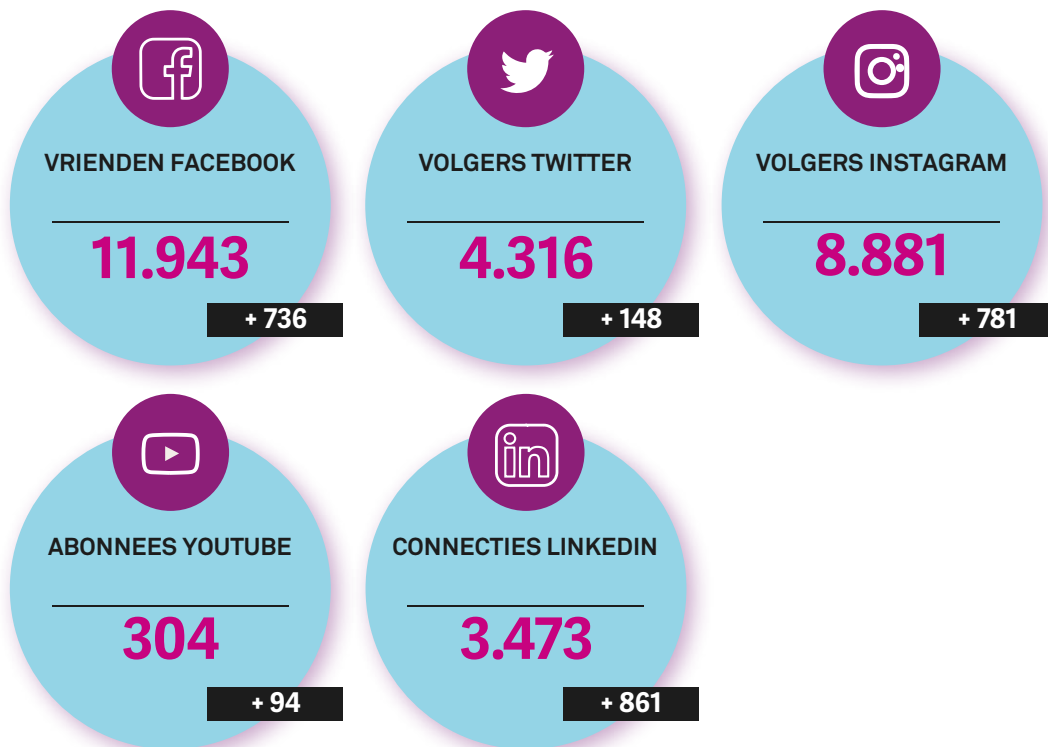 VRIENDEN FACEBOOK
11.943
+ 736
VOLGERS TWITTER
4.316
+ 148
VOLGERS INSTAGRAM
8.881
+ 781
ABONNEES YOUTUBE
304
+ 94
in
CONNECTIES LINKEDIN
3.473
+ 861